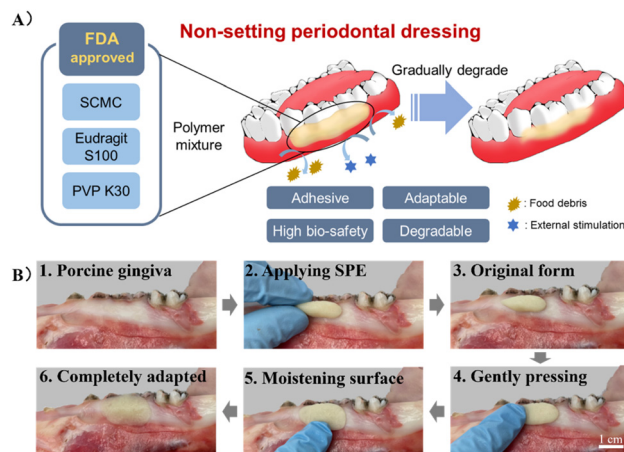 A)
Non-setting periodontal dressing
FDA
approved
SCMC
Eudragit
S100
PVP K30
Polymer
mixture
Gradually degrade
Adhesive
Adaptable
High bio-safety
Degradable
: Food debris
: External stimulation
B)
1. Porcine gingiva
2. Applying SPE
3. Original form
6. Completely adapted
5. Moistening surface
4. Gently pressing
1 cm